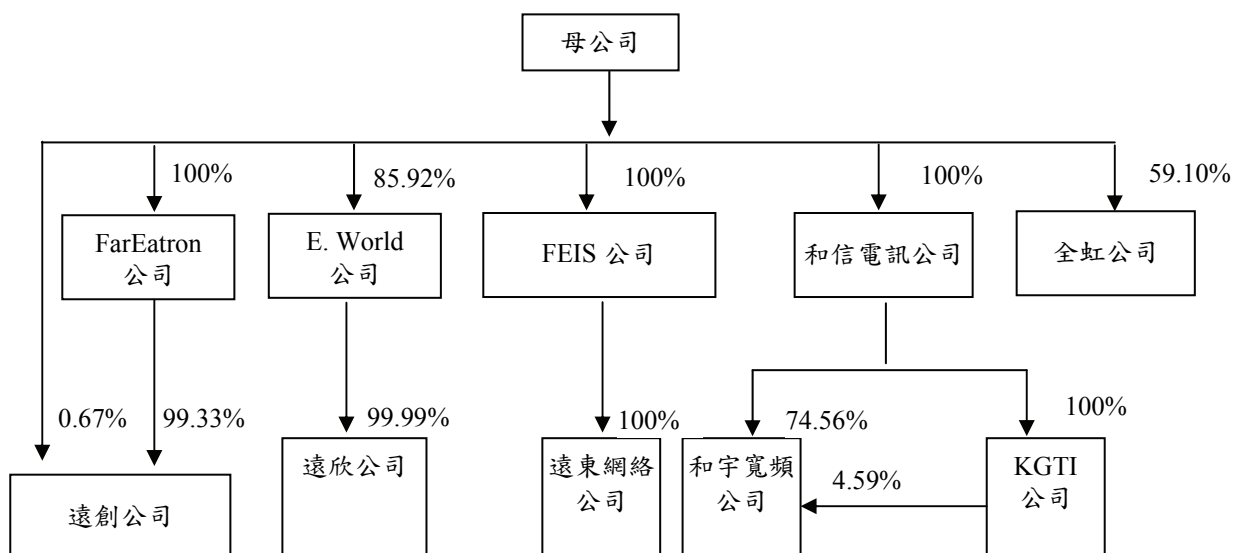 母公司
100%
85.92%
100%
100%
59.10%
FarEatron
公司
E. World
公司
FEIS 公司
和信電訊公司
全虹公司
0.67%
99.33%
99.99%
100%
74.56%
100%
遠創公司
遠欣公司
遠東網絡
公司
和宇寬頻
公司
4.59%
KGTI
公司